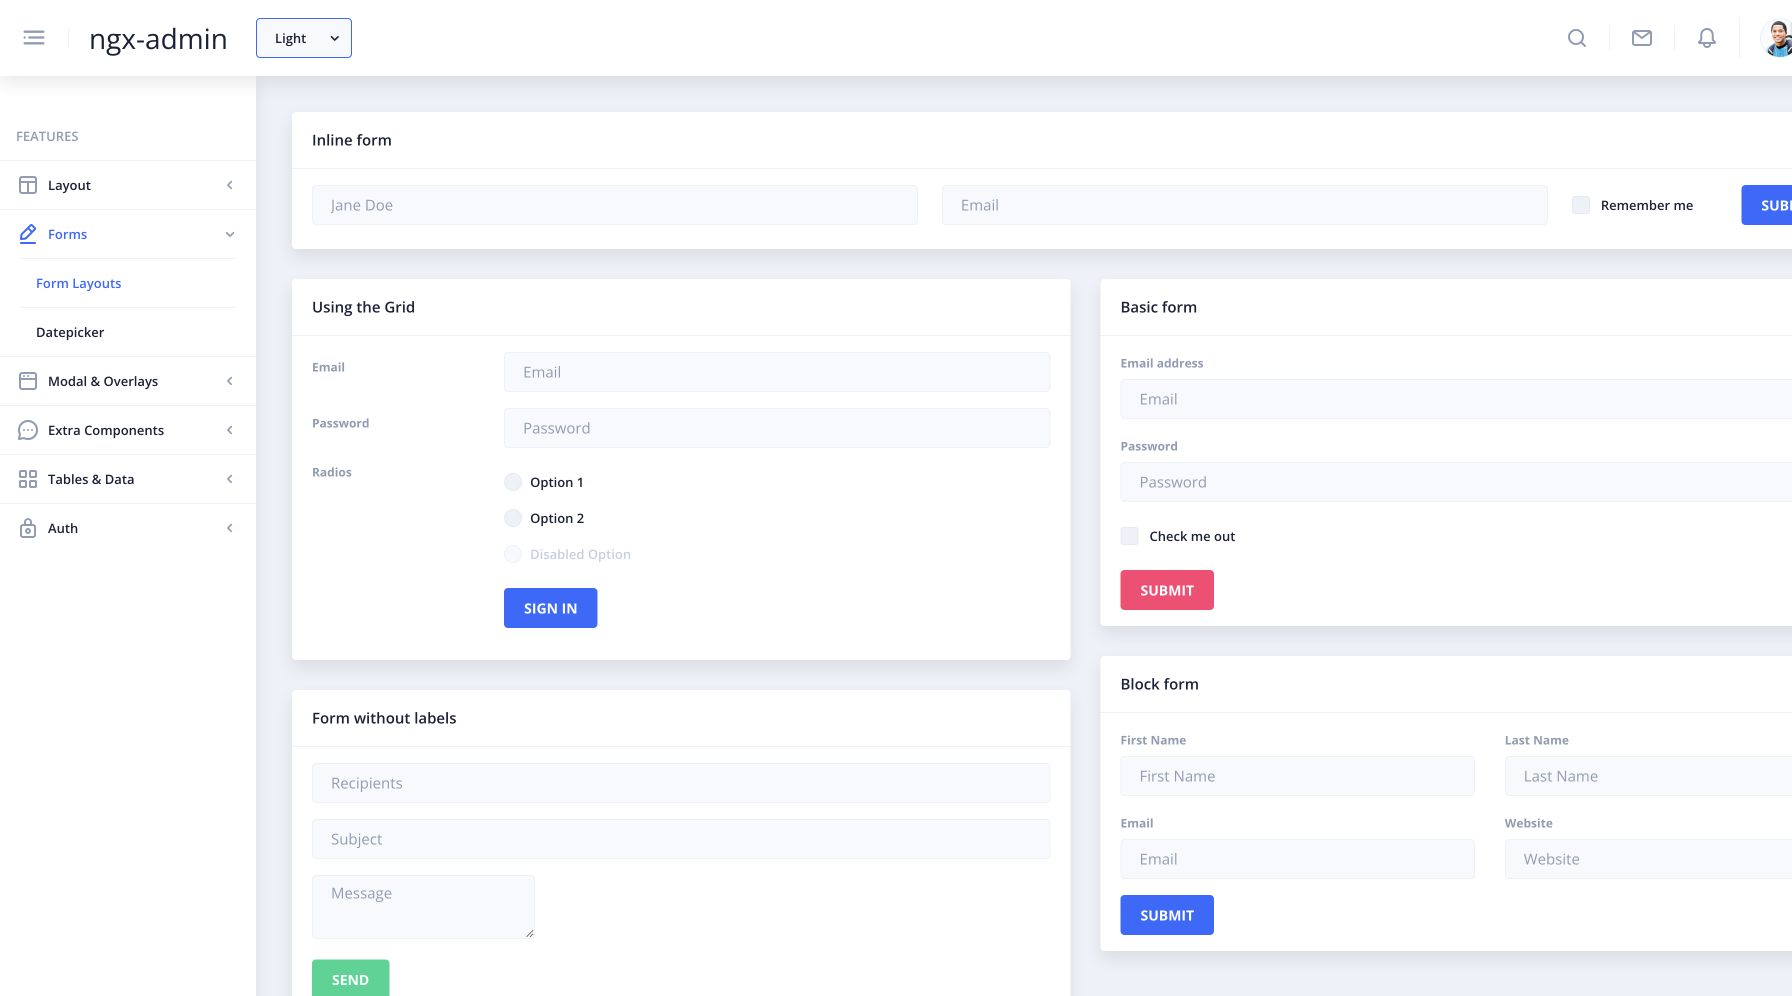 ngx-admin
Light
FEATURES
Layout
Forms
Form Layouts
Datepicker
Modal & Overlays
Extra Components
Tables & Data
Auth
Inline form
Jane Doe
Email
Remember me
Using the Grid
Email
Email
Password
Password
Radios
Option 1
Option 2
Disabled Option
SIGN IN
Form without labels
Recipients
Subject
Message
SEND
Basic form
Email address
Email
Password
Password
Check me out
SUBMIT
Block form
First Name
Last Name
First Name
Last Name
Email
Website
Email
Website
SUBMIT